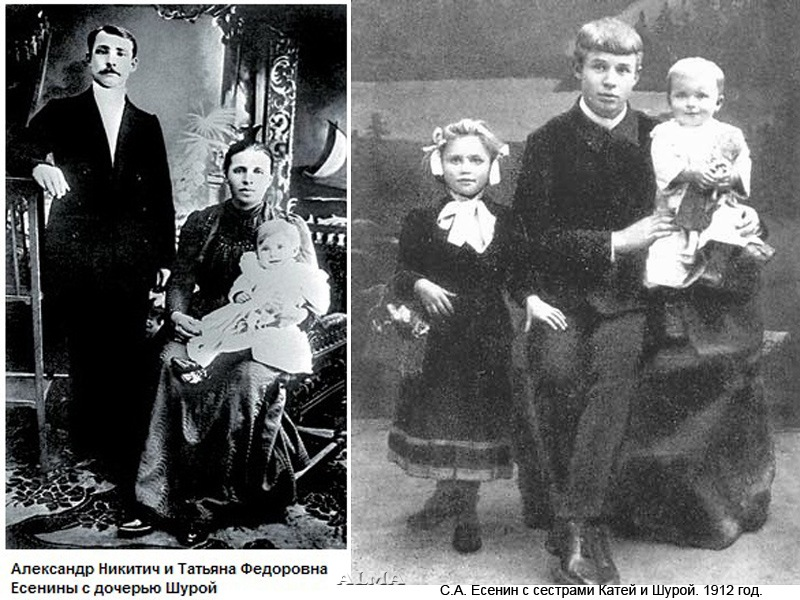 Александр Никитич и Татьяна Федоровна
Есенины с дочерью Шурой
ALMA
С.А. Есенин с сестрами Катей и Шурой. 1912 год.